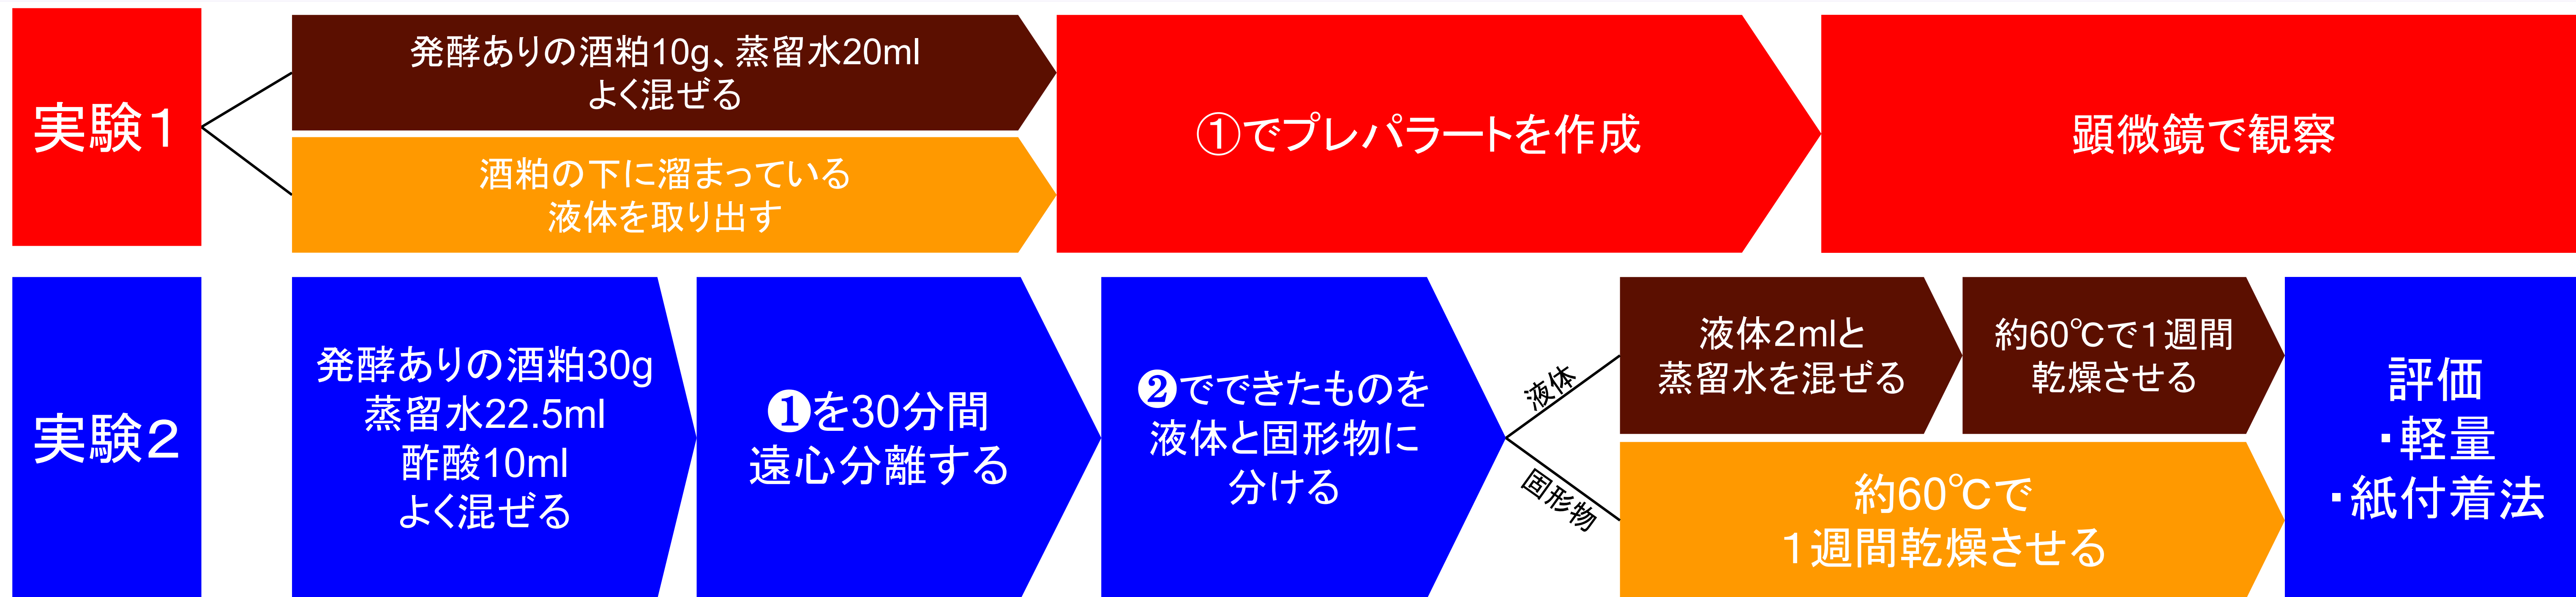 実験1
発酵ありの酒粕10g、蒸留水20ml
よく混ぜる
酒粕の下に溜まっている
液体を取り出す
①でプレパラートを作成
顕微鏡で観察
実験2
発酵ありの酒粕30g
蒸留水22.5ml
酢酸10ml
よく混ぜる
❶を30分間
遠心分離する
❷でできたものを
液体と固形物に
分ける
液体
液体2mlと
蒸留水を混ぜる
約60℃で1週間
乾燥させる
固形物
約60℃で
1週間乾燥させる
評価
・軽量
・紙付着法